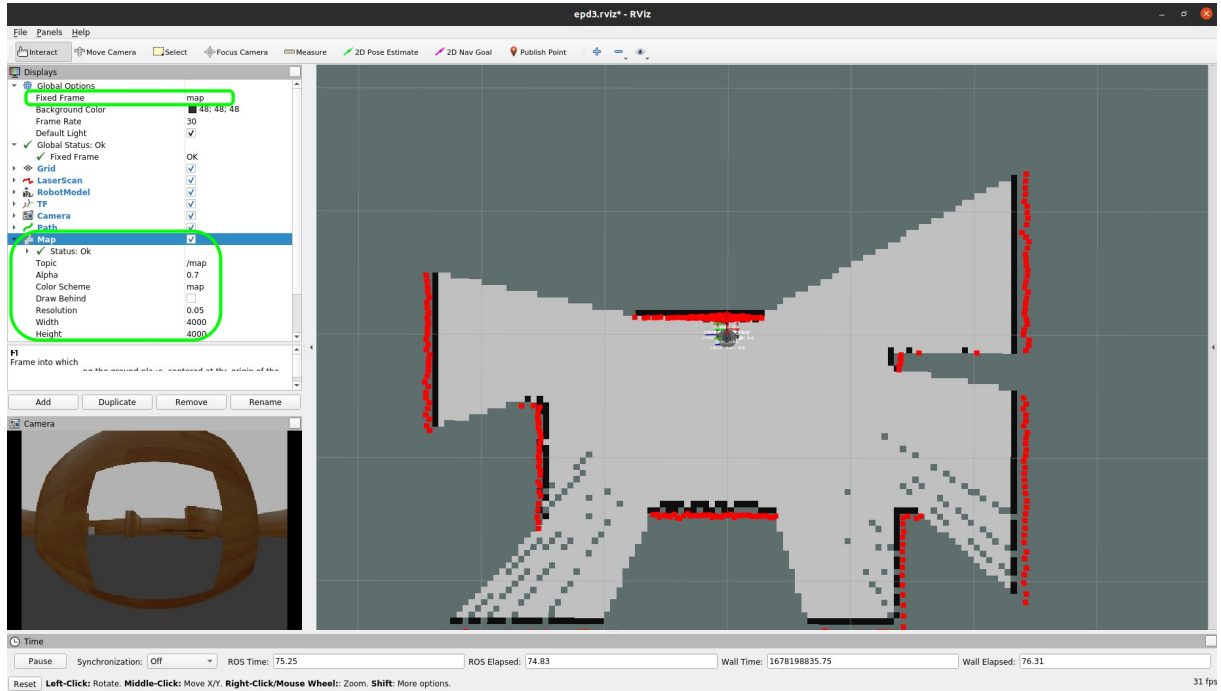 epd3.rviz* - RViz
File Panels Help
Interact Move Camera Select Focus Camera Measure 2D Pose Estimate 2D Nav Goal Publish Point
Displays
Global Options
Fixed Frame map
Background Color 48; 48; 48
Frame Rate 30
Default Light
Global Status: Ok
Fixed Frame OK
Grid
LaserScan
RobotModel
TF
Camera
Path
Map
Status: Ok
Topic /map
Alpha 0.7
Color Scheme map
Draw Behind
Resolution 0.05
Width 4000
Height 4000
Frame into which
Add Duplicate Remove Rename
Camera
Time
Pause Synchronization: Off ROS Time: 75.25 ROS Elapsed: 74.83 Wall Time: 1678198835.75 Wall Elapsed: 76.31
Reset Left-Click: Rotate. Middle-Click: Move X/Y. Right-Click/Mouse Wheel:: Zoom. Shift: More options. 31 fps